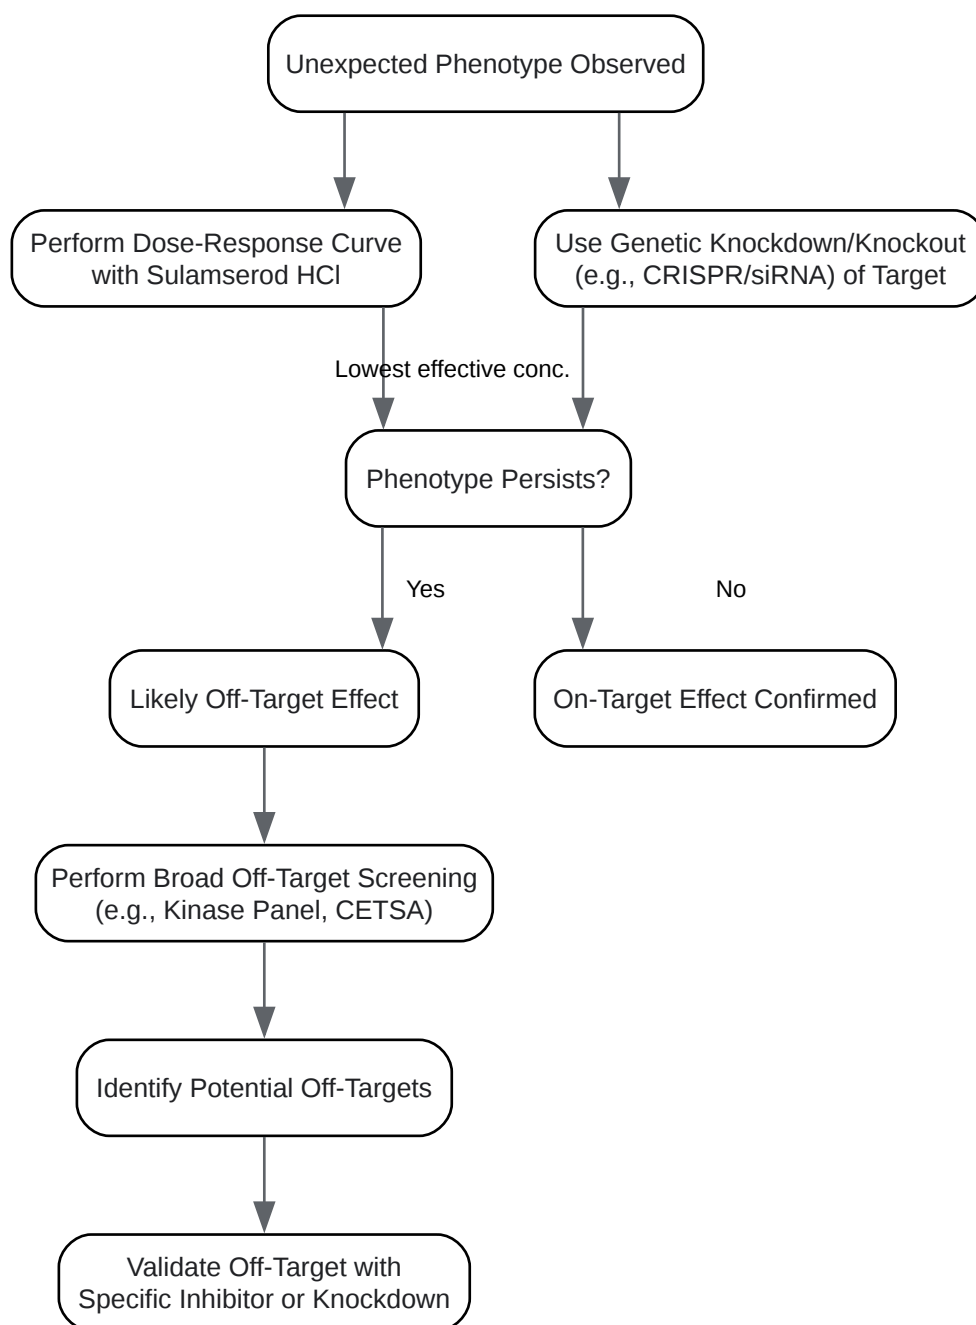 Unexpected Phenotype Observed
Perform Dose-Response Curve
with Sulamserod HCl
Use Genetic Knockdown/Knockout
(e.g., CRISPR/siRNA) of Target
Lowest effective conc.
Phenotype Persists?
Yes
No
Likely Off-Target Effect
On-Target Effect Confirmed
Perform Broad Off-Target Screening
(e.g., Kinase Panel, CETSA)
Identify Potential Off-Targets
Validate Off-Target with
Specific Inhibitor or Knockdown